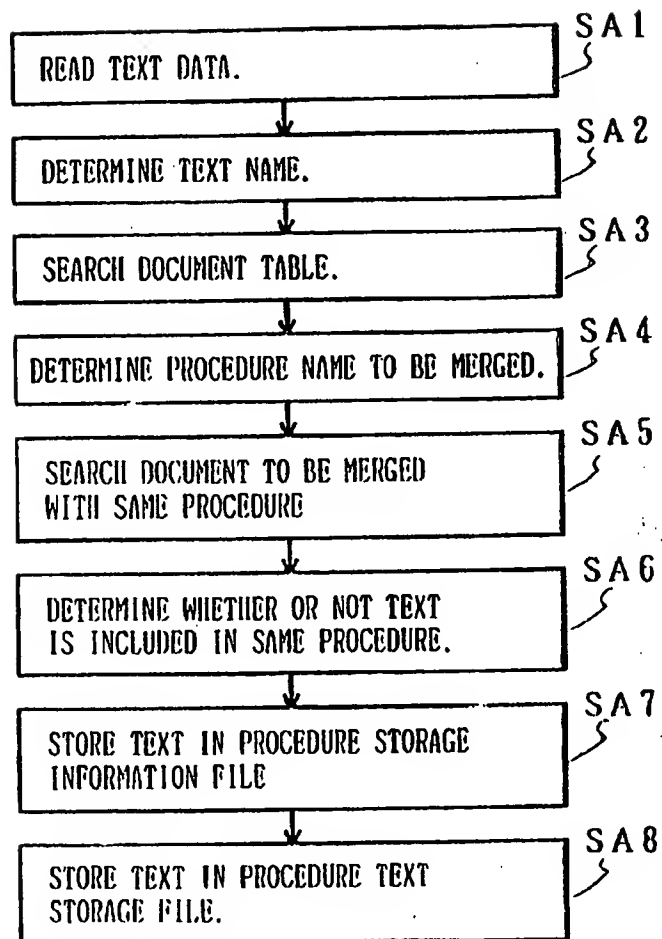 SA1
READ TEXT DATA.
SA2
DETERMINE TEXT NAME.
SA3
SEARCH DOCUMENT TABLE.
SA4
DETERMINE PROCEDURE NAME TO BE MERGED.
SA5
SEARCH DOCUMENT TO BE MERGED
WITH SAME PROCEDURE
SA6
DETERMINE WHETHER OR NOT TEXT
IS INCLUDED IN SAME PROCEDURE.
SA7
STORE TEXT IN PROCEDURE STORAGE
INFORMATION FILE
SA8
STORE TEXT IN PROCEDURE TEXT
STORAGE FILE.